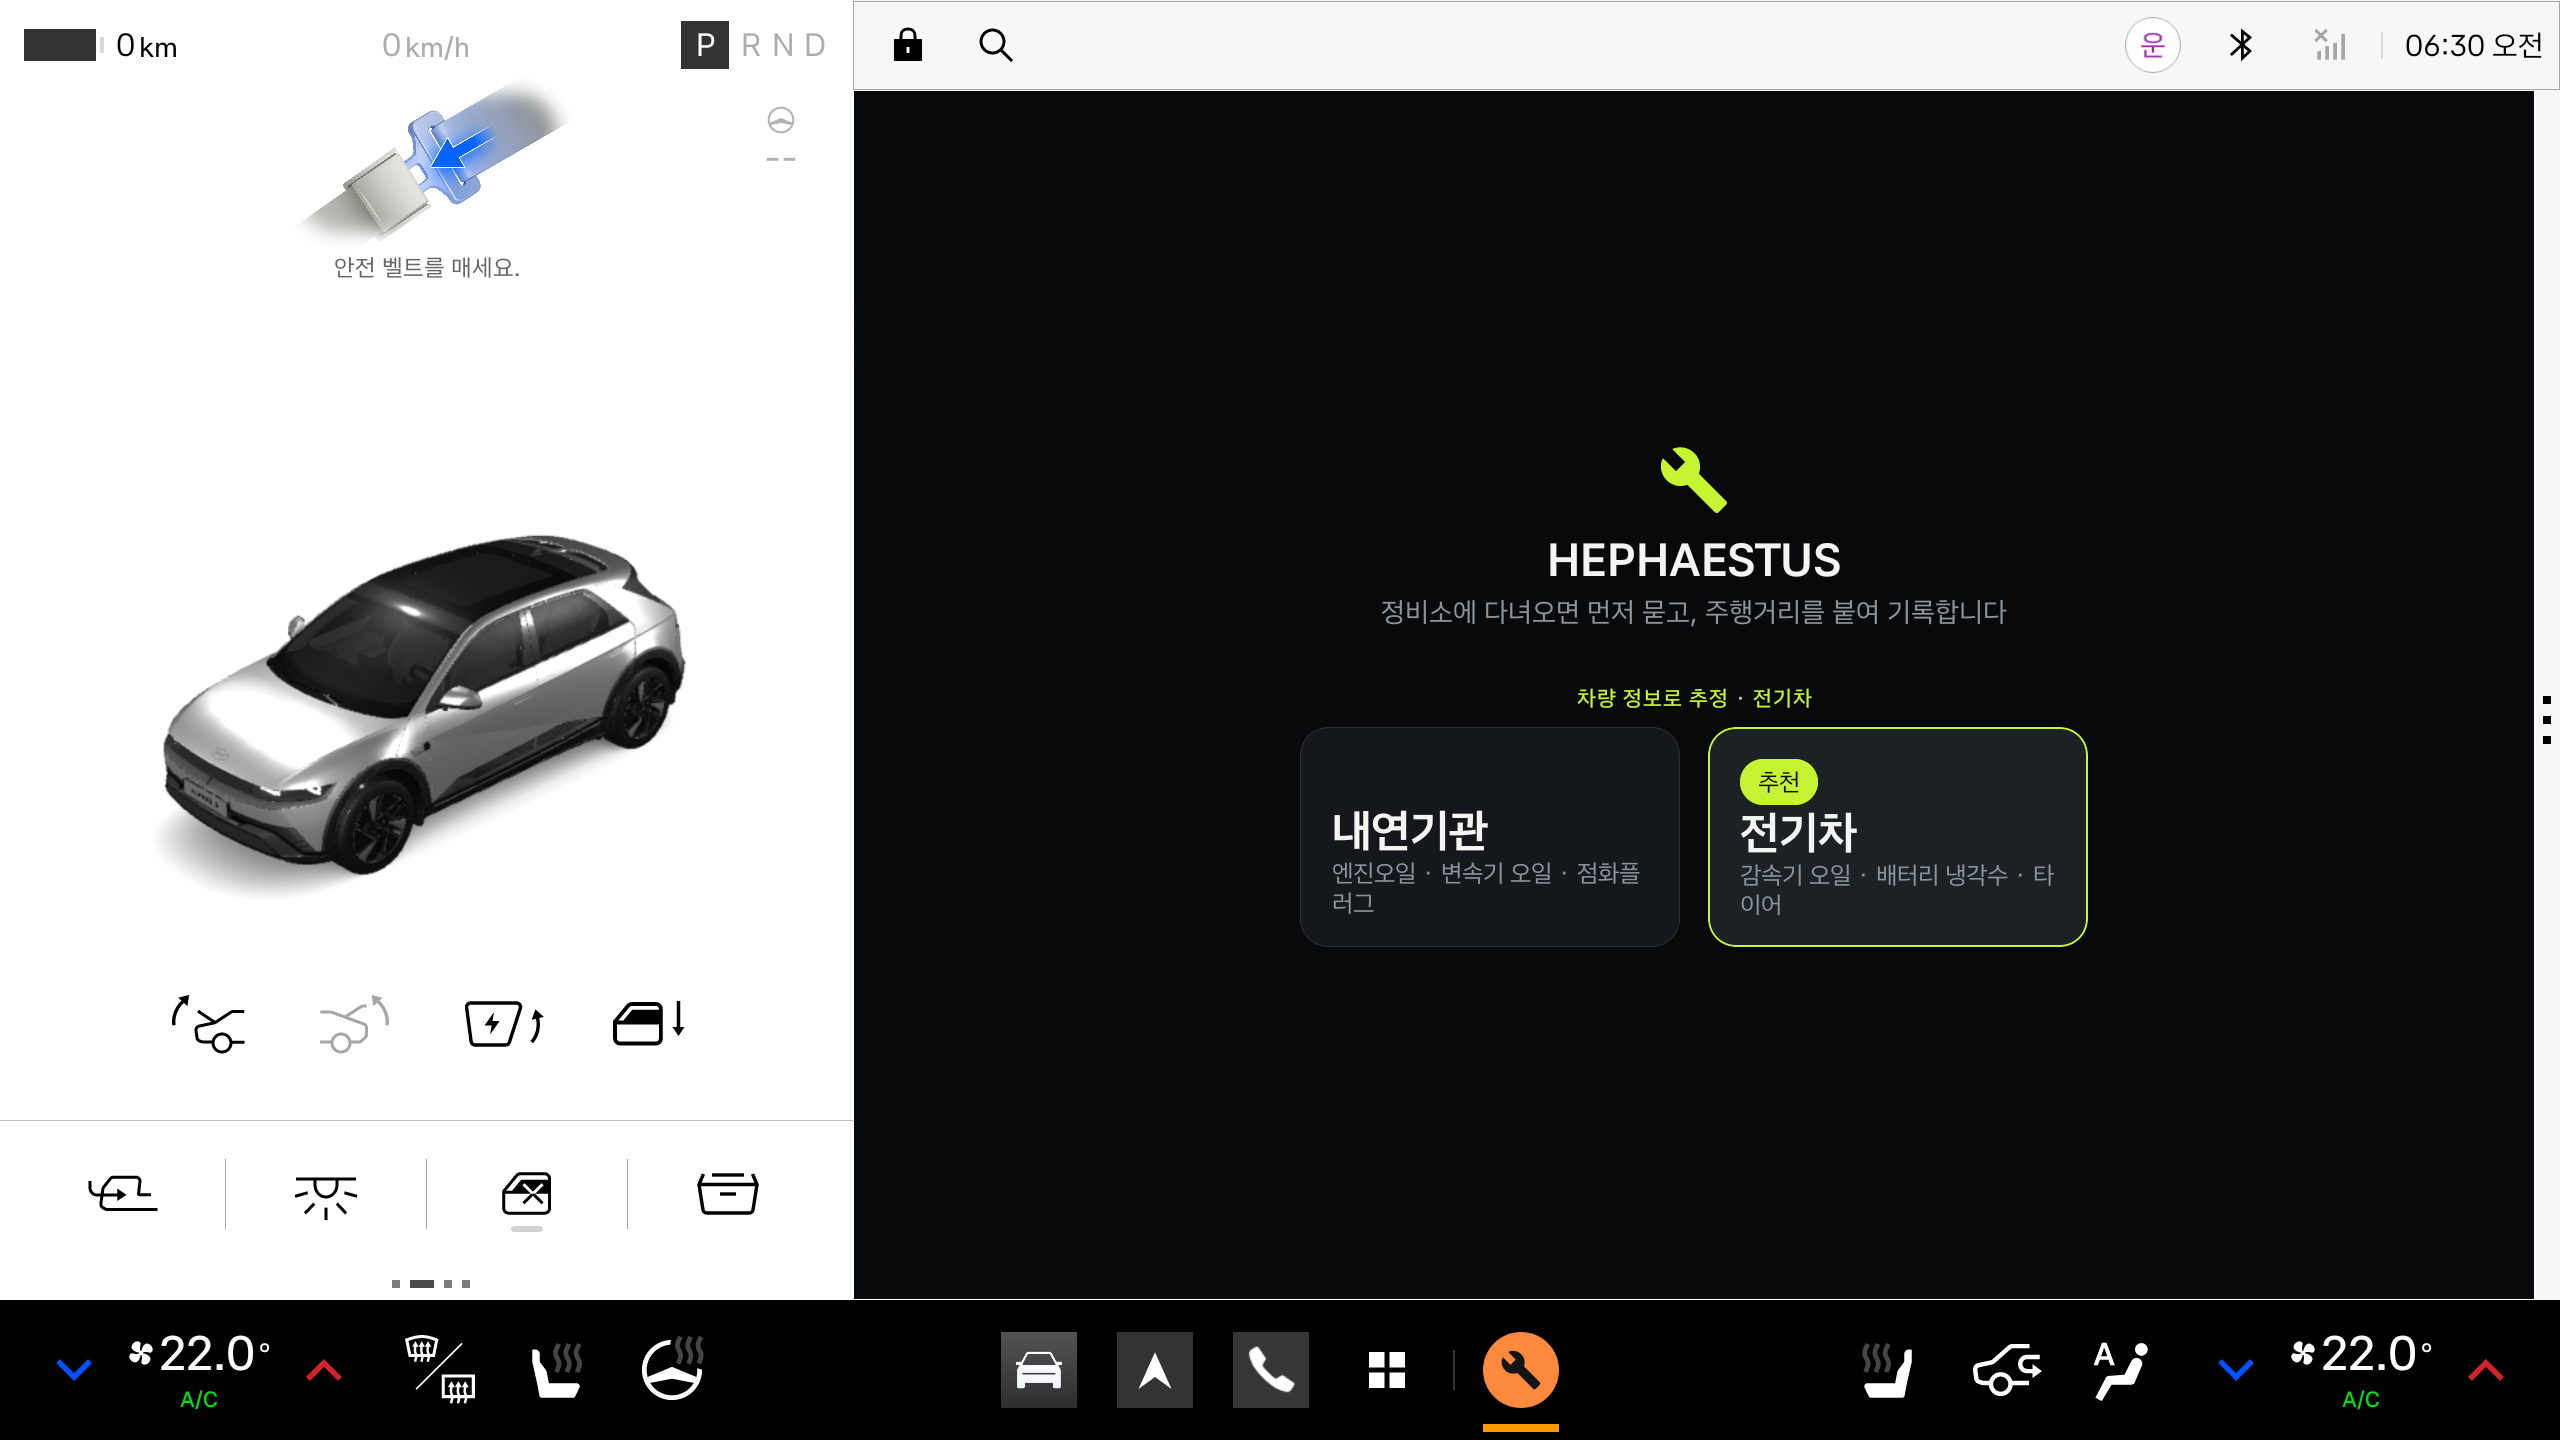 0 km
0 km/h
P R N D
운
06:30 오전
--
안전 벨트를 매세요.
HEPHAESTUS
정비소에 다녀오면 먼저 묻고, 주행거리를 붙여 기록합니다
차량 정보로 추정 · 전기차
내연기관
엔진오일 · 변속기 오일 · 점화플
러그
추천
전기차
감속기 오일 · 배터리 냉각수 · 타
이어
22.0°
A/C
A
22.0°
A/C